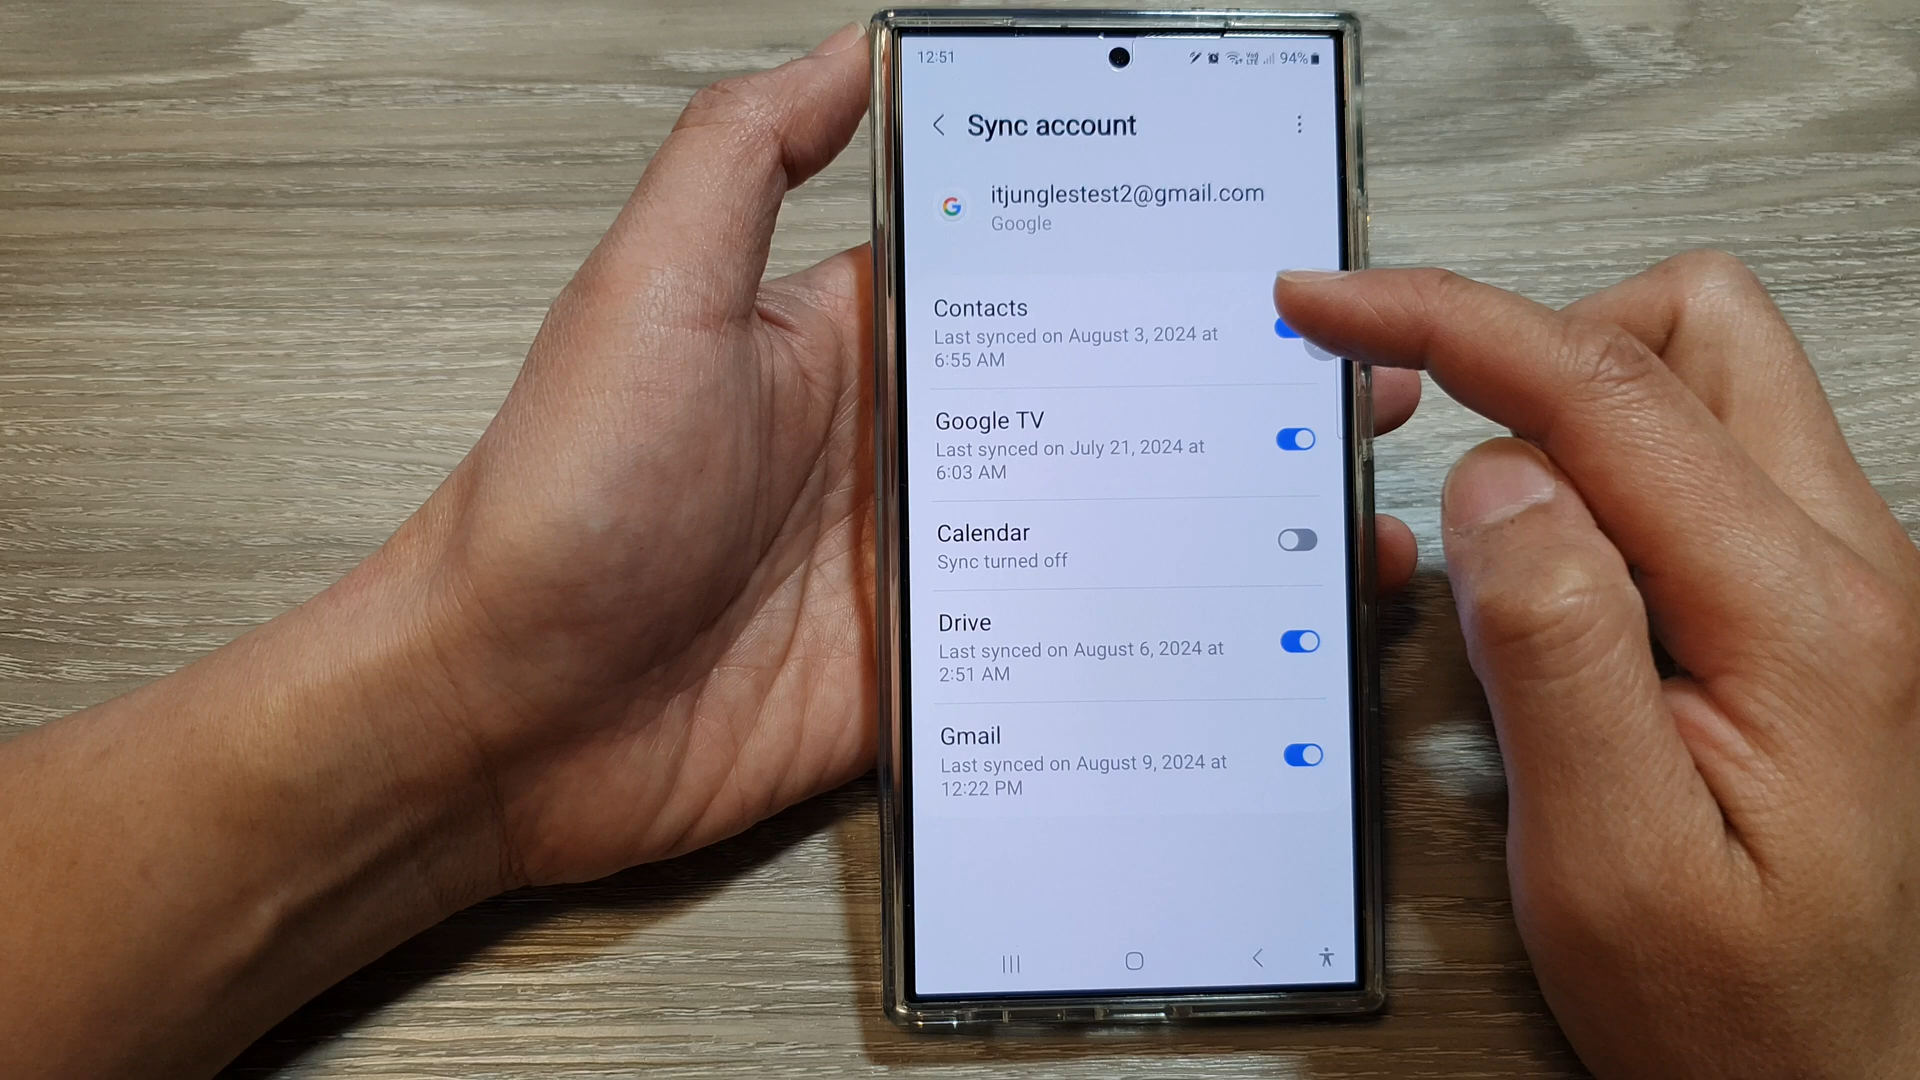 12:51
94%
Sync account
itjunglestest2@gmail.com
Google
Contacts
Last synced on August 3, 2024 at
6:55 AM
Google TV
Last synced on July 21, 2024 at
6:03 AM
Calendar
Sync turned off
Drive
Last synced on August 6, 2024 at
2:51 AM
Gmail
Last synced on August 9, 2024 at
12:22 PM